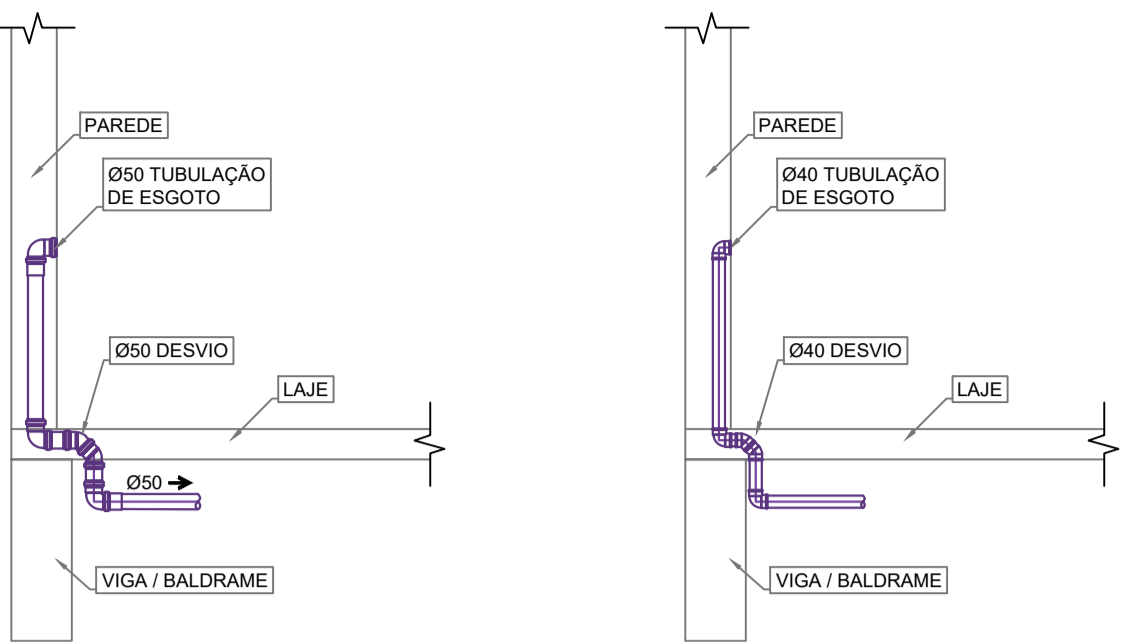 PAREDE
Ø50 TUBULAÇÃO
DE ESGOTO
Ø50 DESVIO
LAJE
Ø50
VIGA / BALDRAME
PAREDE
Ø40 TUBULAÇÃO
DE ESGOTO
Ø40 DESVIO
LAJE
VIGA / BALDRAME